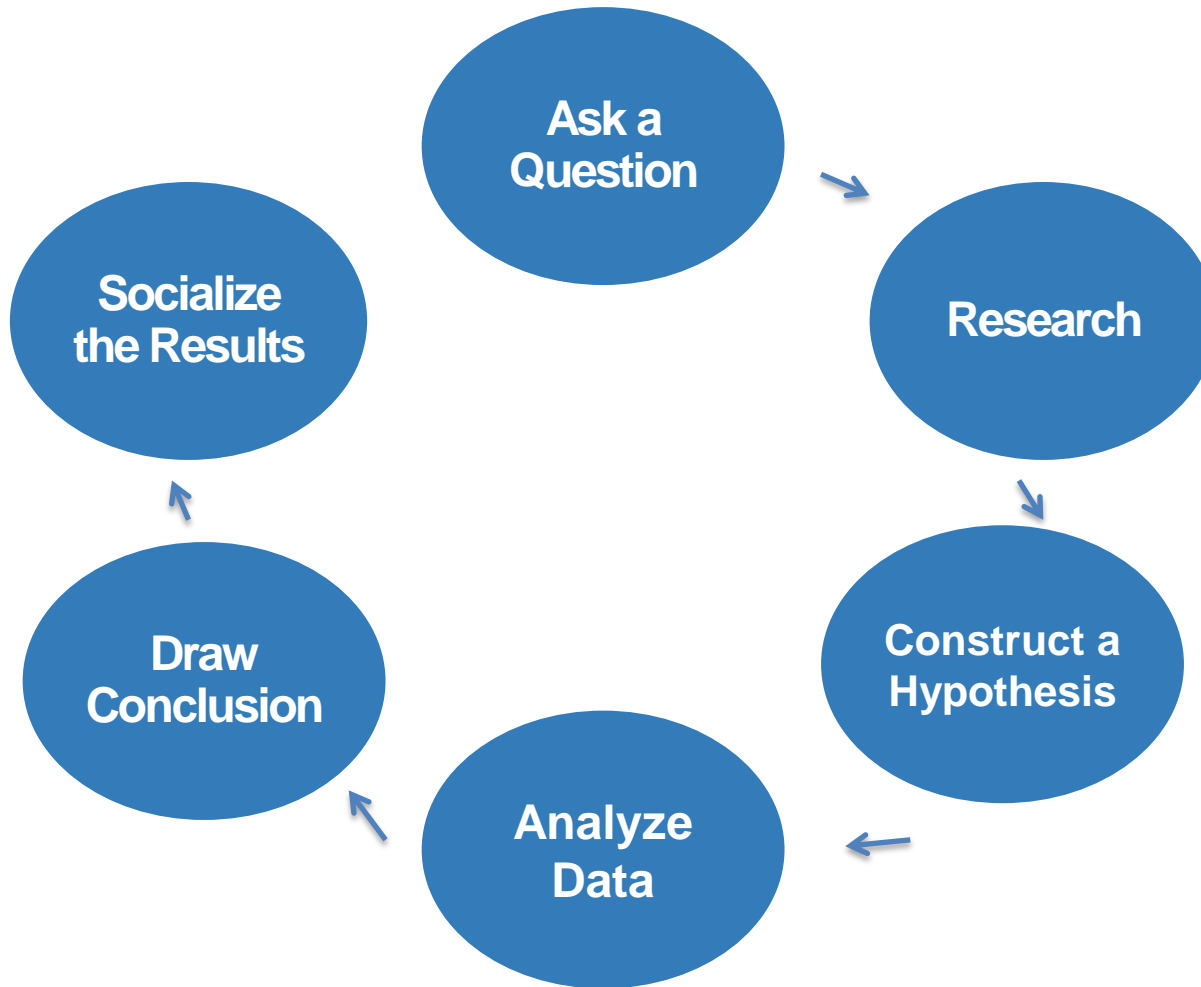 Ask a
Question
Research
Construct a
Hypothesis
Analyze
Data
Draw
Conclusion
Socialize
the Results